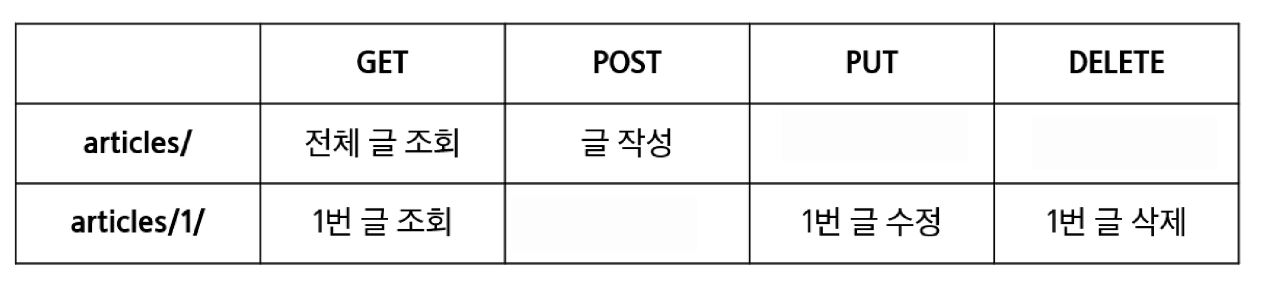 GET POST PUT DELETE
articles/ 전체 글 조회 글 작성
articles/1/ 1번 글 조회 1번 글 수정 1번 글 삭제